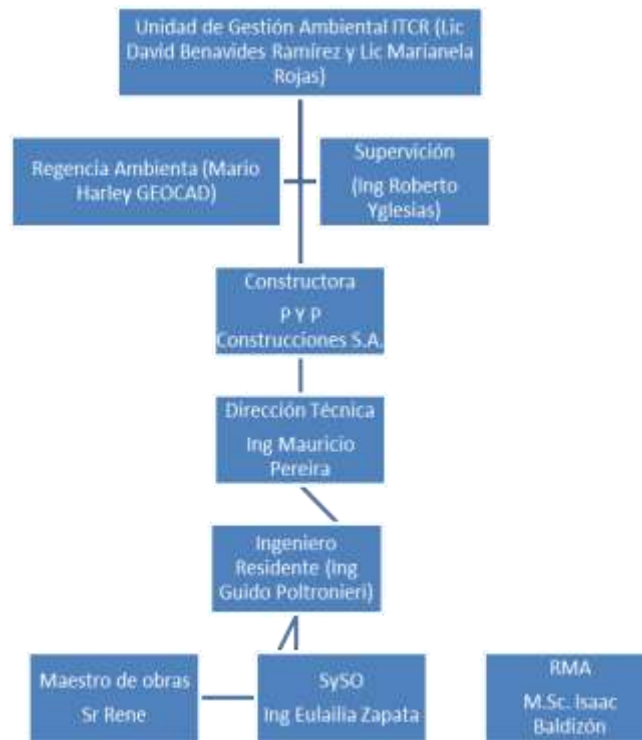 Unidad de Gestión Ambiental ITCR (Lic
David Benavides Ramírez y Lic Marianela
Rojas)
Regencia Ambienta (Mario
Harley GEOCAD)
Supervición
(Ing Roberto
Yglesias)
Constructora
P Y P
Construcciones S.A.
Dirección Técnica
Ing Mauricio
Pereira
Ingeniero
Residente (Ing
Guido Poltronieri)
Maestro de obras
Sr Rene
SySO
Ing Eulailia Zapata
RMA
M.Sc. Isaac
Baldizón